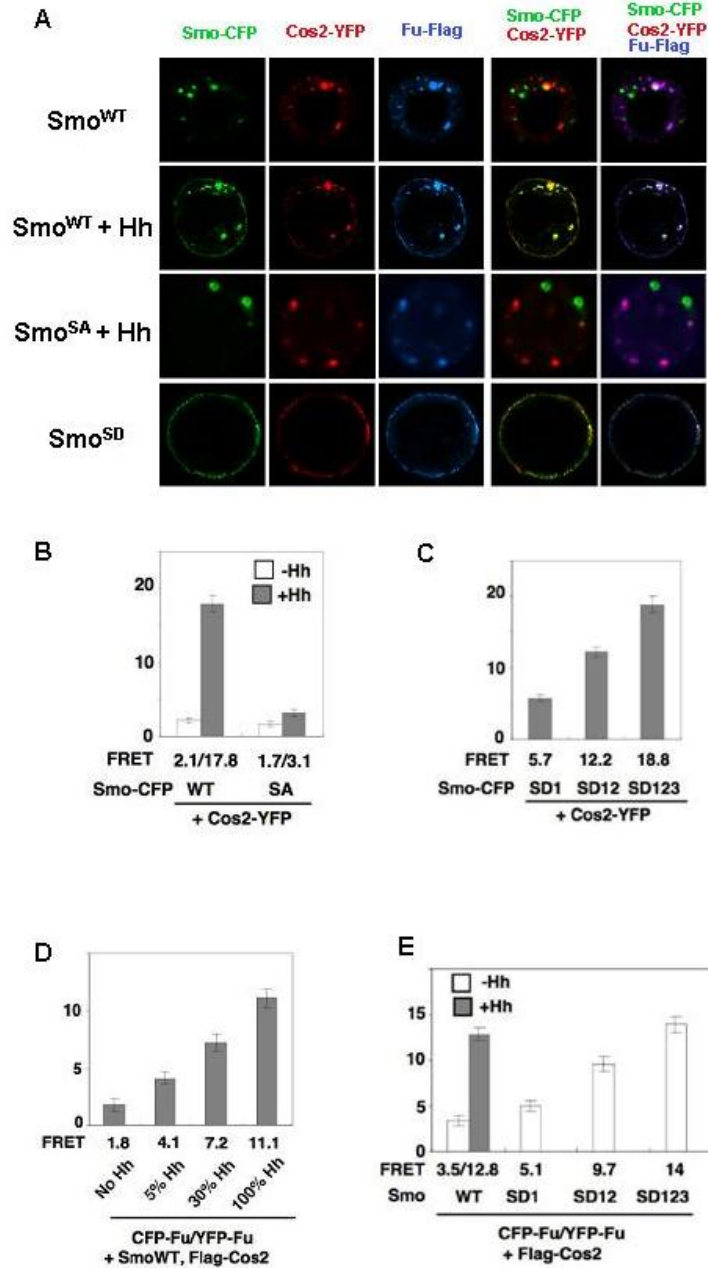 A
Smo-CFP Cos2-YFP Fu-Flag Smo-CFP Cos2-YFP Smo-CFP Cos2-YFP Fu-Flag
SmoWT
SmoWT + Hh
SmoSA + Hh
SmoSD
B
-Hh
+Hh
20
10
0
FRET 2.1/17.8 1.7/3.1
Smo-CFP WT SA
+ Cos2-YFP
C
20
10
0
FRET 5.7 12.2 18.8
Smo-CFP SD1 SD12 SD123
+ Cos2-YFP
D
10
5
0
FRET 1.8 4.1 7.2 11.1
No Hh 5% Hh 30% Hh 100% Hh
CFP-Fu/YFP-Fu
+ SmoWT, Flag-Cos2
E
-Hh
+Hh
15
10
5
0
FRET 3.5/12.8 5.1 9.7 14
Smo WT SD1 SD12 SD123
CFP-Fu/YFP-Fu
+ Flag-Cos2